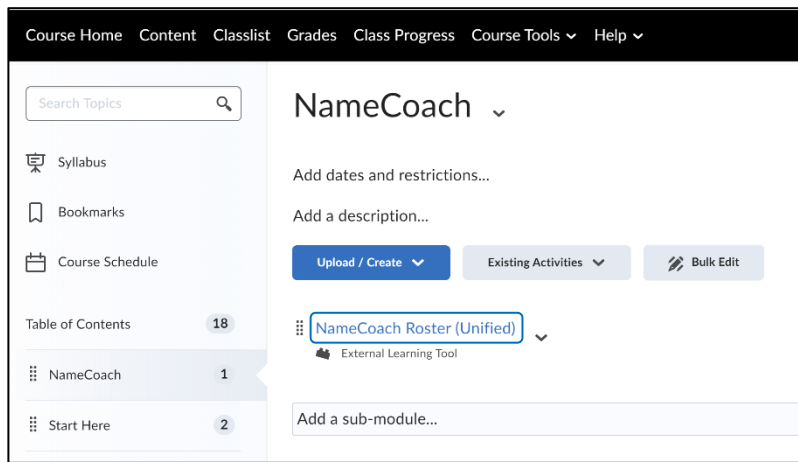 Course Home Content Classlist Grades Class Progress Course Tools Help
Search Topics
Syllabus
Bookmarks
Course Schedule
Table of Contents 18
NameCoach 1
Start Here 2
NameCoach
Add dates and restrictions...
Add a description...
Upload / Create Existing Activities Bulk Edit
NameCoach Roster (Unified)
External Learning Tool
Add a sub-module...